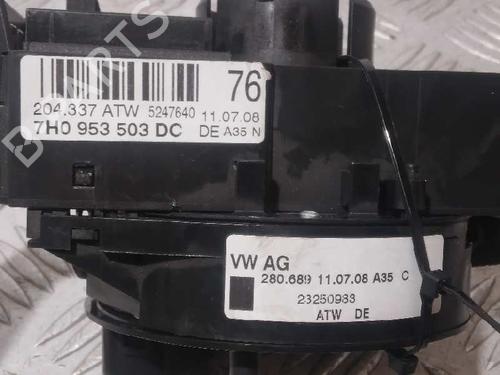 76
204.337 ATW 5247640 11.07.08
7H0 953 503 DC DE A35 N
VW AG
280.689 11.07.08 A35 C
23250983
ATW DE